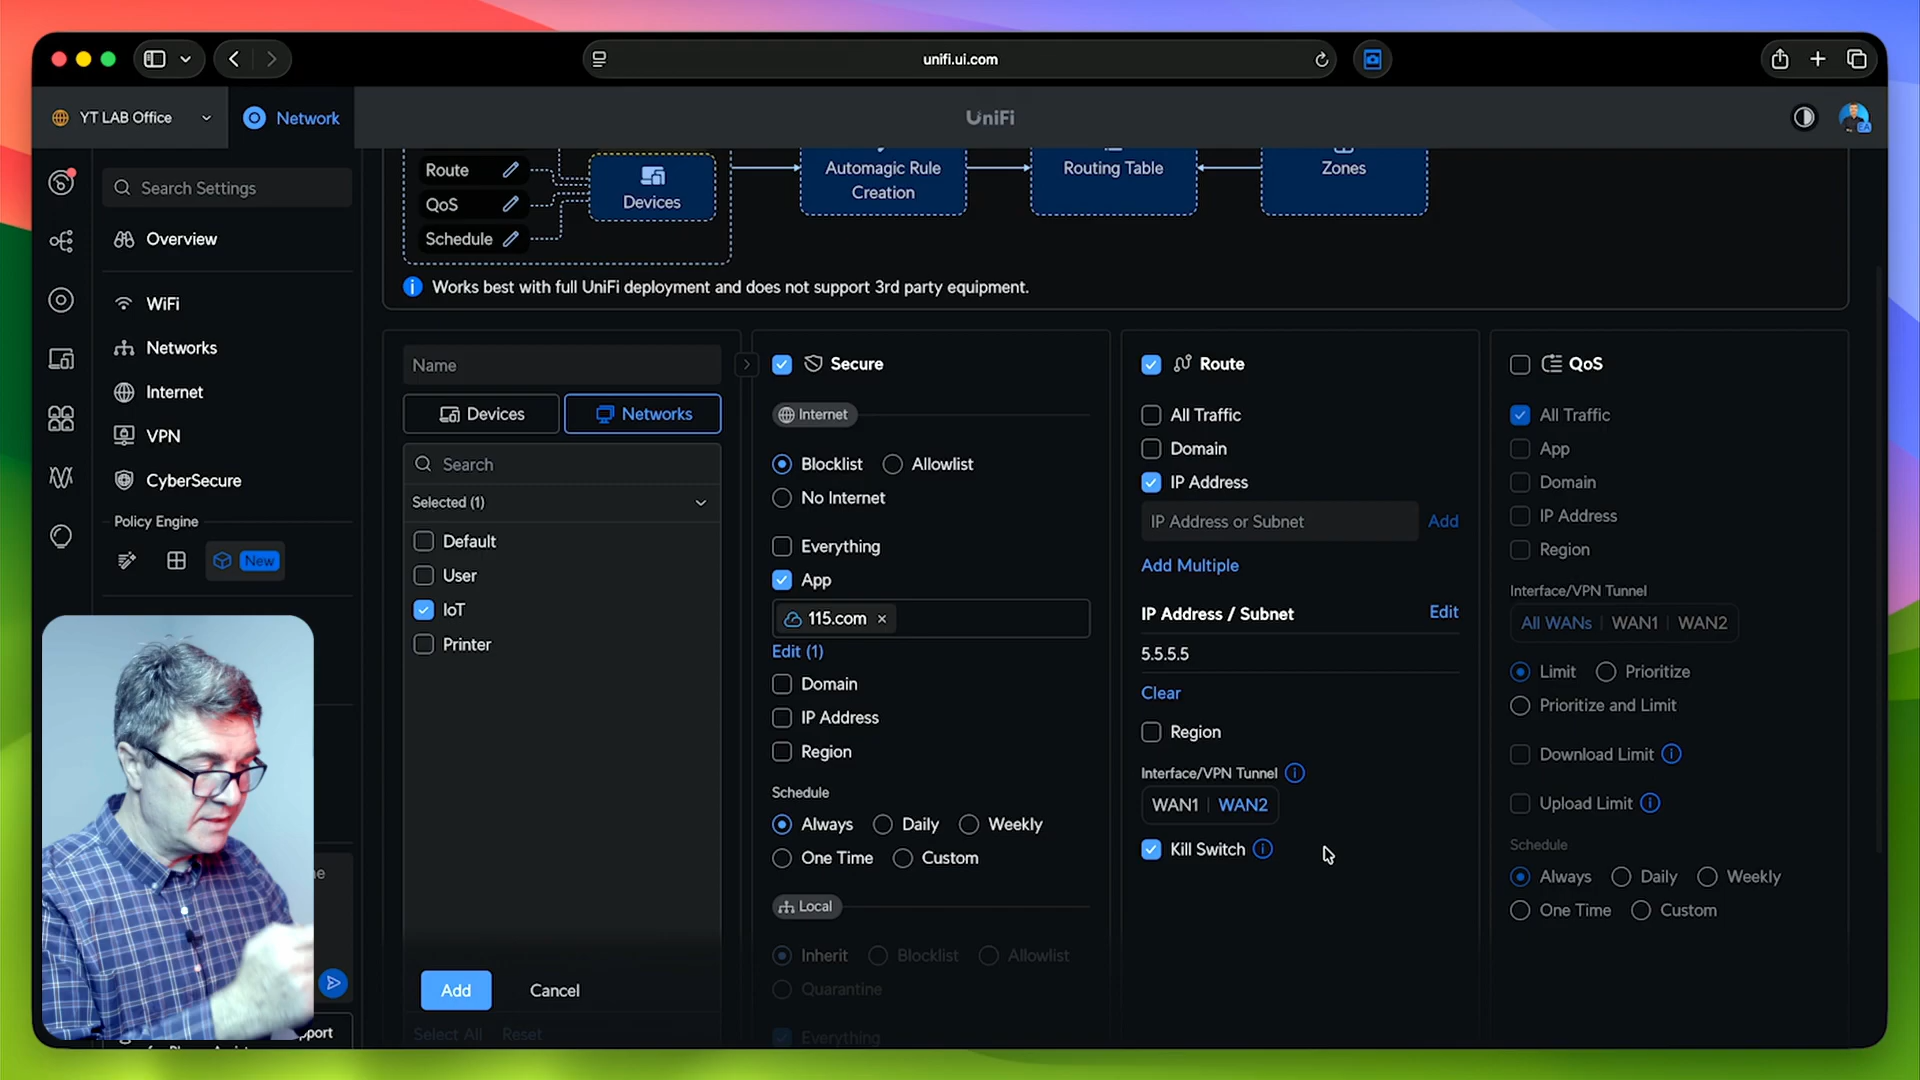 unifi.ui.com
YT LAB Office
Network
UniFi
Search Settings
Overview
WiFi
Networks
Internet
VPN
CyberSecure
Policy Engine
New
Route
QoS
Schedule
Devices
Automagic Rule
Creation
Routing Table
Zones
Works best with full UniFi deployment and does not support 3rd party equipment.
Name
Devices
Networks
Search
Selected (1)
Default
User
IoT
Printer
Add
Cancel
Select All
Reset
Secure
Internet
Blocklist
Allowlist
No Internet
Everything
App
115.com
Edit (1)
Domain
IP Address
Region
Schedule
Always
Daily
Weekly
One Time
Custom
Local
Inherit
Blocklist
Allowlist
Quarantine
Everything
Route
All Traffic
Domain
IP Address
IP Address or Subnet
Add
Add Multiple
IP Address / Subnet
Edit
5.5.5.5
Clear
Region
Interface/VPN Tunnel
WAN1
WAN2
Kill Switch
QoS
All Traffic
App
Domain
IP Address
Region
Interface/VPN Tunnel
All WANs
WAN1
WAN2
Limit
Prioritize
Prioritize and Limit
Download Limit
Upload Limit
Schedule
Always
Daily
Weekly
One Time
Custom